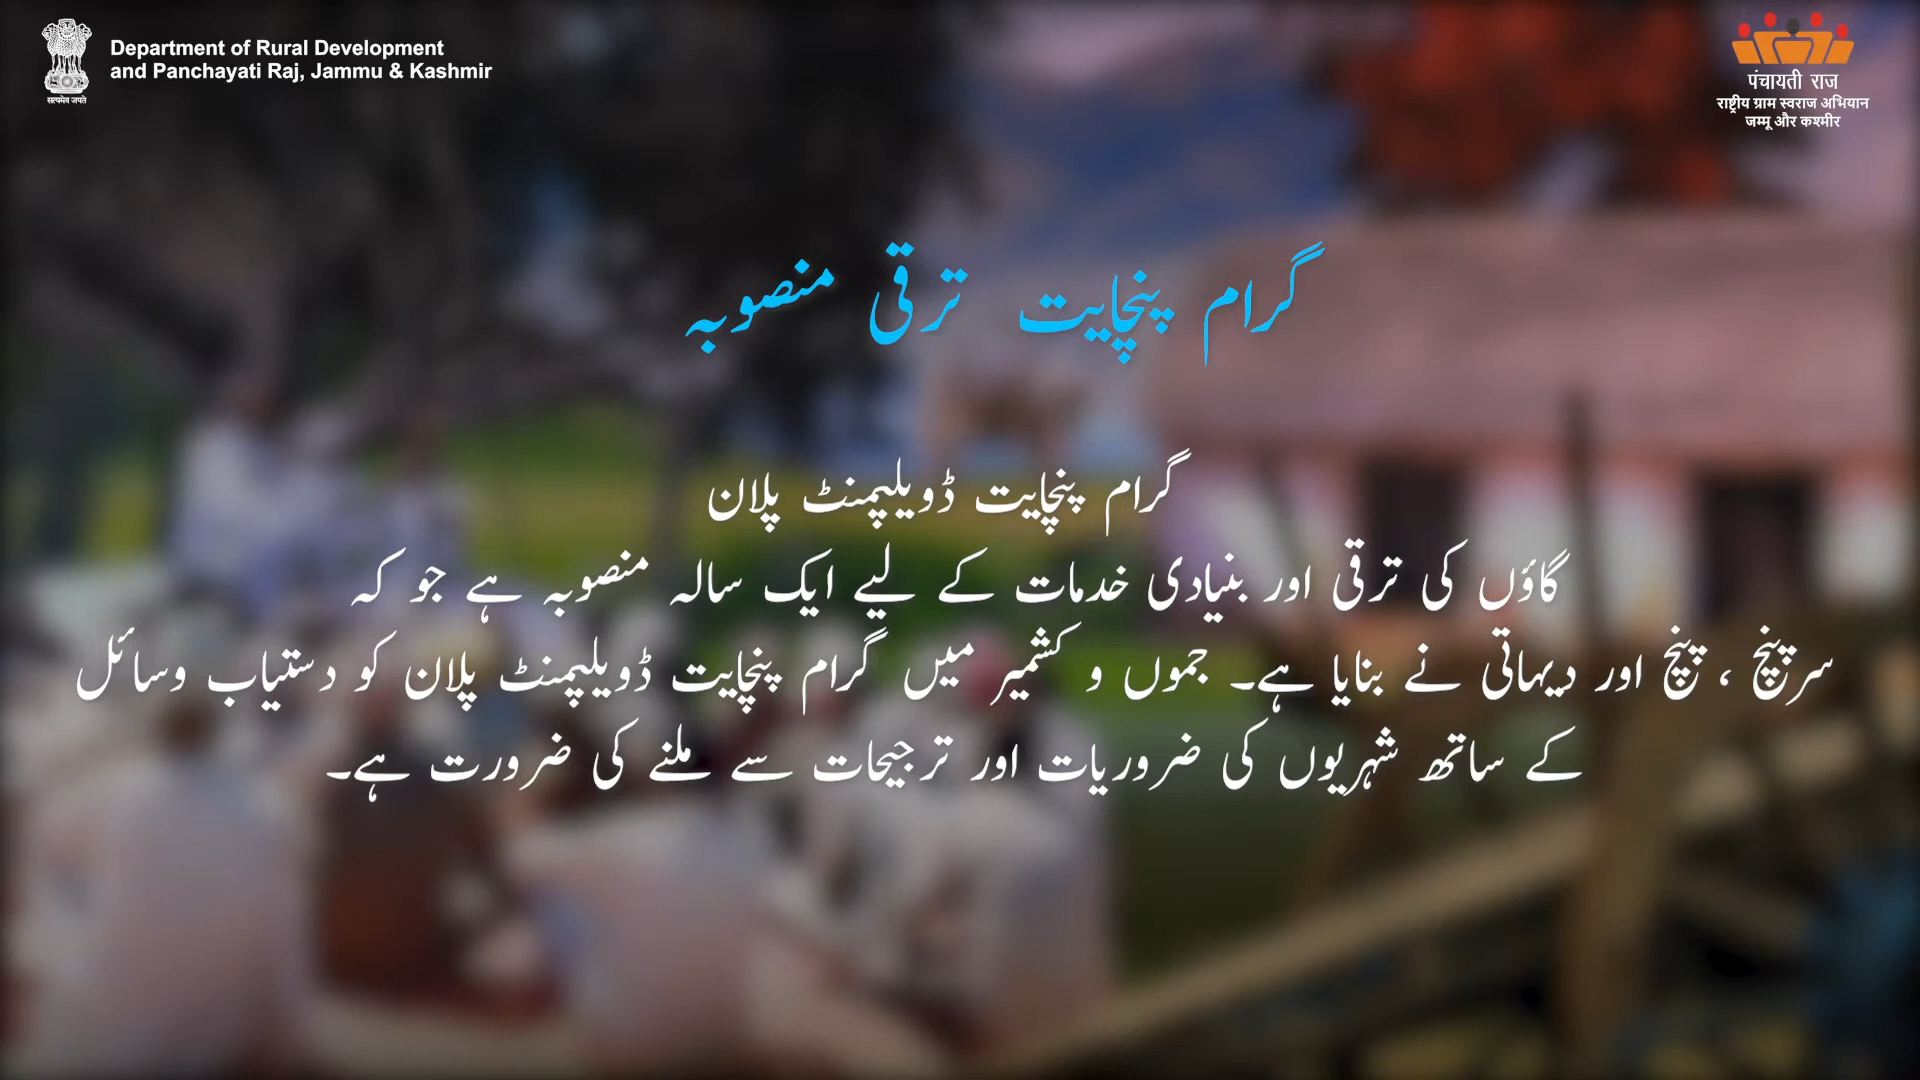 सत्यमेव जयते
Department of Rural Development
and Panchayati Raj, Jammu & Kashmir
पंचायती राज
राष्ट्रीय ग्राम स्वराज अभियान
जम्मू और कश्मीर
گرام پنچایت ترقی منصوبہ
گرام پنچایت ڈویلپمنٹ پلان
گاؤں کی ترقی اور بنیادی خدمات کے لیے ایک سالہ منصوبہ ہے جو کہ
سرپنچ ، پنچ اور دیہاتی نے بنایا ہے۔ جموں و کشمیر میں گرام پنچایت ڈویلپمنٹ پلان کو دستیاب وسائل
کے ساتھ شہریوں کی ضروریات اور ترجیحات سے ملنے کی ضرورت ہے۔